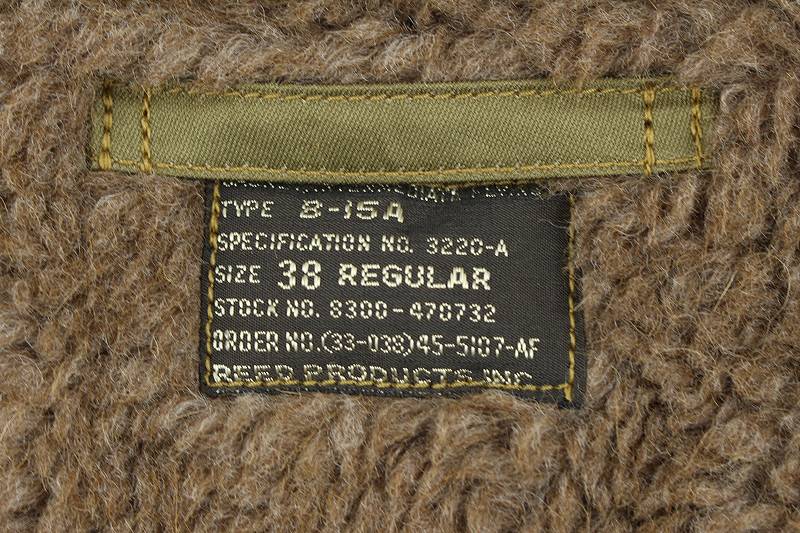 TYPE B-15A
SPECIFICATION NO. 3220-A
SIZE 38 REGULAR
STOCK NO. 8300-470732
ORDER NO.(33-038)45-5107-AF
REED PRODUCTS INC.